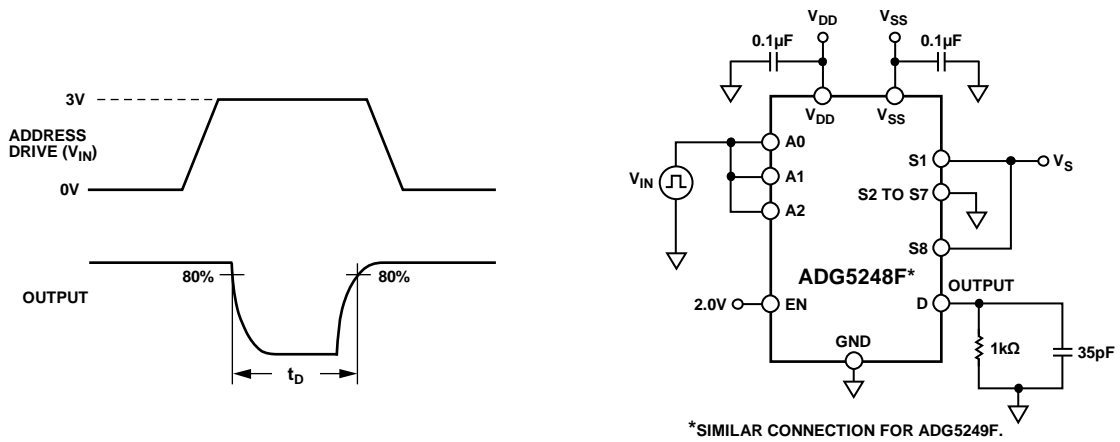 3V
ADDRESS
DRIVE (VIN)
0V
80%
80%
OUTPUT
tD
VDD
VSS
0.1µF
0.1µF
VDD
VSS
A0
A1
A2
VIN
S1
VS
S2 TO S7
S8
ADG5248F*
OUTPUT
2.0V
EN
D
GND
1kΩ
35pF
*SIMILAR CONNECTION FOR ADG5249F.